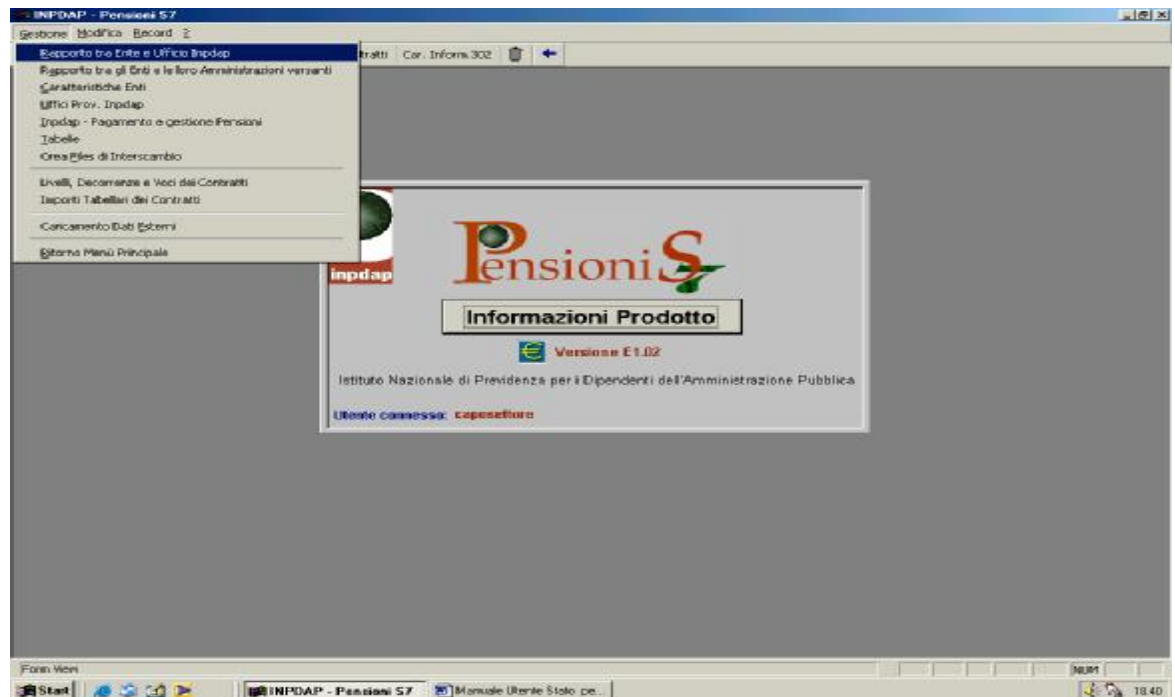 INPDAP - Pensioni S7
Gestione Modifica Record ?
tratti Car. Inform. 302
Rapporto tra Ente e Ufficio Inpdap
Rapporto tra gli Enti e le loro Amministrazioni versanti
Caratteristiche Enti
Uffici Prov. Inpdap
Inpdap - Pagamento e gestione Pensioni
Tabelle
Crea Files di Interscambio
Livelli, Decorrenze e Voci dei Contratti
Importi Tabellari dei Contratti
Caricamento Dati Esterni
Ritorno Menù Principale
inpdap
Pensioni S7
Informazioni Prodotto
Versione E1.02
Istituto Nazionale di Previdenza per i Dipendenti dell'Amministrazione Pubblica
Utente connesso: caposettore
Form View
NUM
Start
INPDAP - Pensioni S7
Manuale Utente Stato pe...
18.40